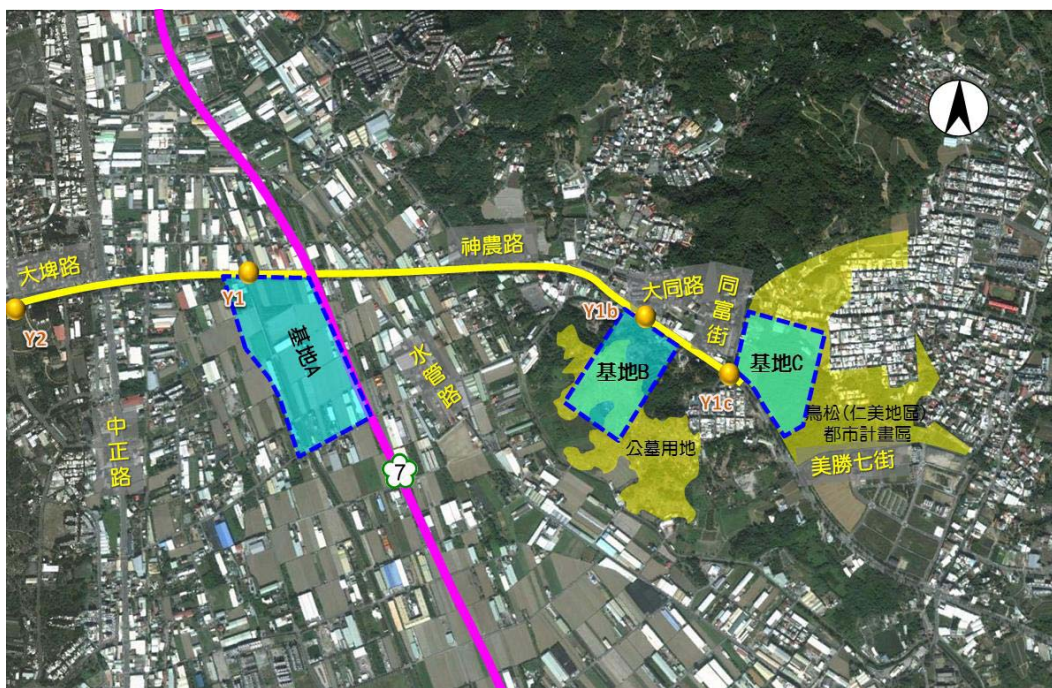 神農路
大埤路
Y1
Y2
大同路
同富街
Y1b
基地A
水管路
基地B
基地C
Y1c
中正路
7
公墓用地
鳥松(仁美地區)
都市計畫區
美勝七街